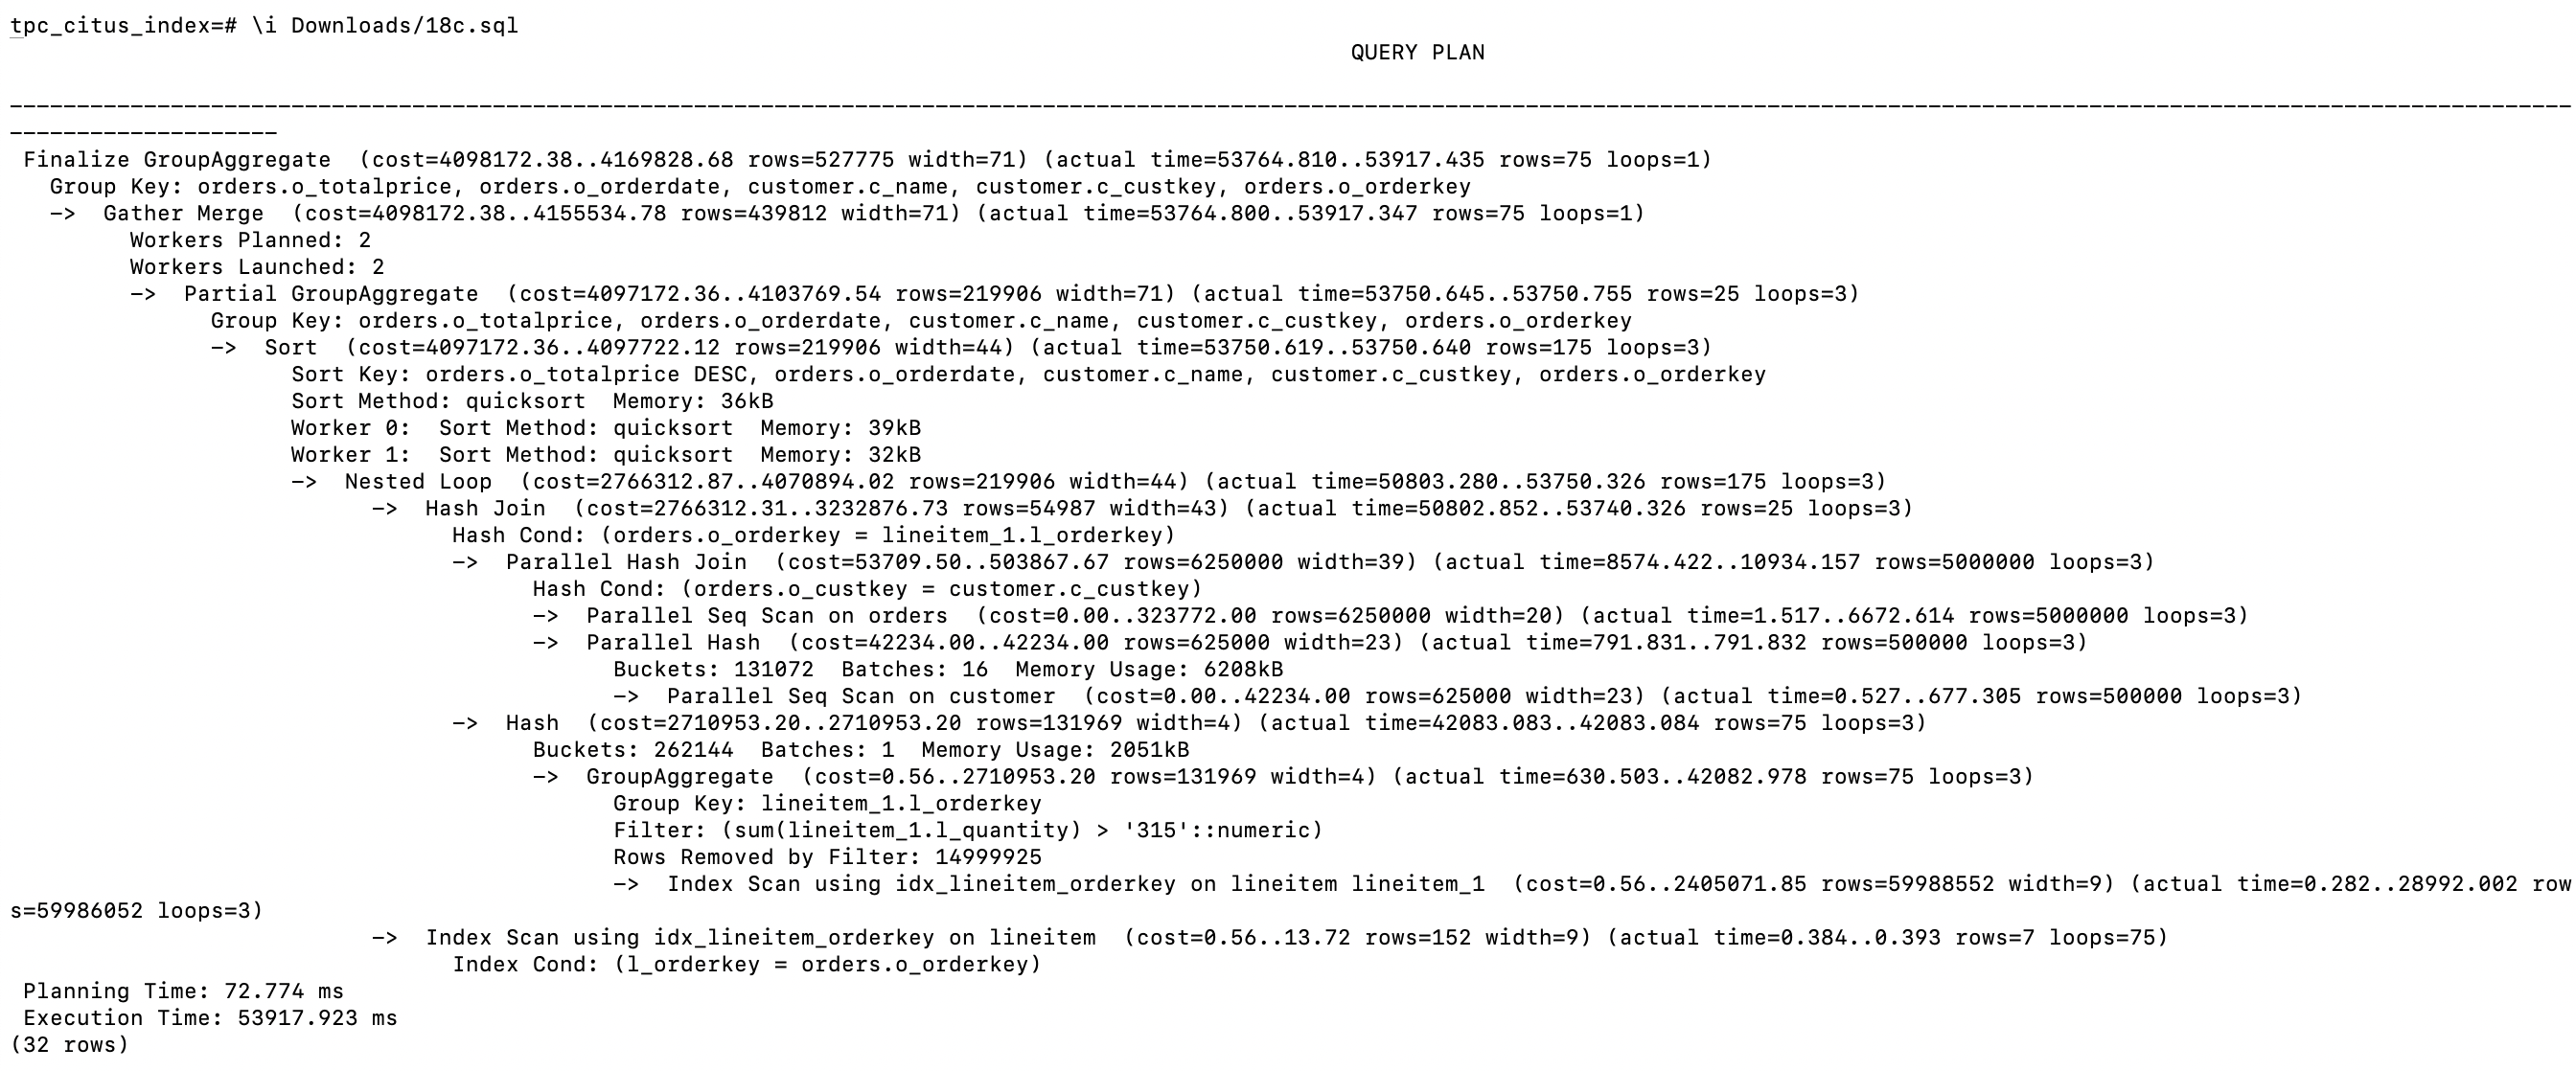 tpc_citus_index=# \i Downloads/18c.sql
QUERY PLAN
-----------------------------------------------------------------------------------------------------------------------------------------------------------------------------------------------
--------------------
Finalize GroupAggregate  (cost=4098172.38..4169828.68 rows=527775 width=71) (actual time=53764.810..53917.435 rows=75 loops=1)
Group Key: orders.o_totalprice, orders.o_orderdate, customer.c_name, customer.c_custkey, orders.o_orderkey
->  Gather Merge  (cost=4098172.38..4155534.78 rows=439812 width=71) (actual time=53764.800..53917.347 rows=75 loops=1)
Workers Planned: 2
Workers Launched: 2
->  Partial GroupAggregate  (cost=4097172.36..4103769.54 rows=219906 width=71) (actual time=53750.645..53750.755 rows=25 loops=3)
Group Key: orders.o_totalprice, orders.o_orderdate, customer.c_name, customer.c_custkey, orders.o_orderkey
->  Sort  (cost=4097172.36..4097722.12 rows=219906 width=44) (actual time=53750.619..53750.640 rows=175 loops=3)
Sort Key: orders.o_totalprice DESC, orders.o_orderdate, customer.c_name, customer.c_custkey, orders.o_orderkey
Sort Method: quicksort  Memory: 36kB
Worker 0:  Sort Method: quicksort  Memory: 39kB
Worker 1:  Sort Method: quicksort  Memory: 32kB
->  Nested Loop  (cost=2766312.87..4070894.02 rows=219906 width=44) (actual time=50803.280..53750.326 rows=175 loops=3)
->  Hash Join  (cost=2766312.31..3232876.73 rows=54987 width=43) (actual time=50802.852..53740.326 rows=25 loops=3)
Hash Cond: (orders.o_orderkey = lineitem_1.l_orderkey)
->  Parallel Hash Join  (cost=53709.50..503867.67 rows=6250000 width=39) (actual time=8574.422..10934.157 rows=5000000 loops=3)
Hash Cond: (orders.o_custkey = customer.c_custkey)
->  Parallel Seq Scan on orders  (cost=0.00..323772.00 rows=6250000 width=20) (actual time=1.517..6672.614 rows=5000000 loops=3)
->  Parallel Hash  (cost=42234.00..42234.00 rows=625000 width=23) (actual time=791.831..791.832 rows=500000 loops=3)
Buckets: 131072  Batches: 16  Memory Usage: 6208kB
->  Parallel Seq Scan on customer  (cost=0.00..42234.00 rows=625000 width=23) (actual time=0.527..677.305 rows=500000 loops=3)
->  Hash  (cost=2710953.20..2710953.20 rows=131969 width=4) (actual time=42083.083..42083.084 rows=75 loops=3)
Buckets: 262144  Batches: 1  Memory Usage: 2051kB
->  GroupAggregate  (cost=0.56..2710953.20 rows=131969 width=4) (actual time=630.503..42082.978 rows=75 loops=3)
Group Key: lineitem_1.l_orderkey
Filter: (sum(lineitem_1.l_quantity) > '315'::numeric)
Rows Removed by Filter: 14999925
->  Index Scan using idx_lineitem_orderkey on lineitem lineitem_1  (cost=0.56..2405071.85 rows=59988552 width=9) (actual time=0.282..28992.002 row
s=59986052 loops=3)
->  Index Scan using idx_lineitem_orderkey on lineitem  (cost=0.56..13.72 rows=152 width=9) (actual time=0.384..0.393 rows=7 loops=75)
Index Cond: (l_orderkey = orders.o_orderkey)
Planning Time: 72.774 ms
Execution Time: 53917.923 ms
(32 rows)